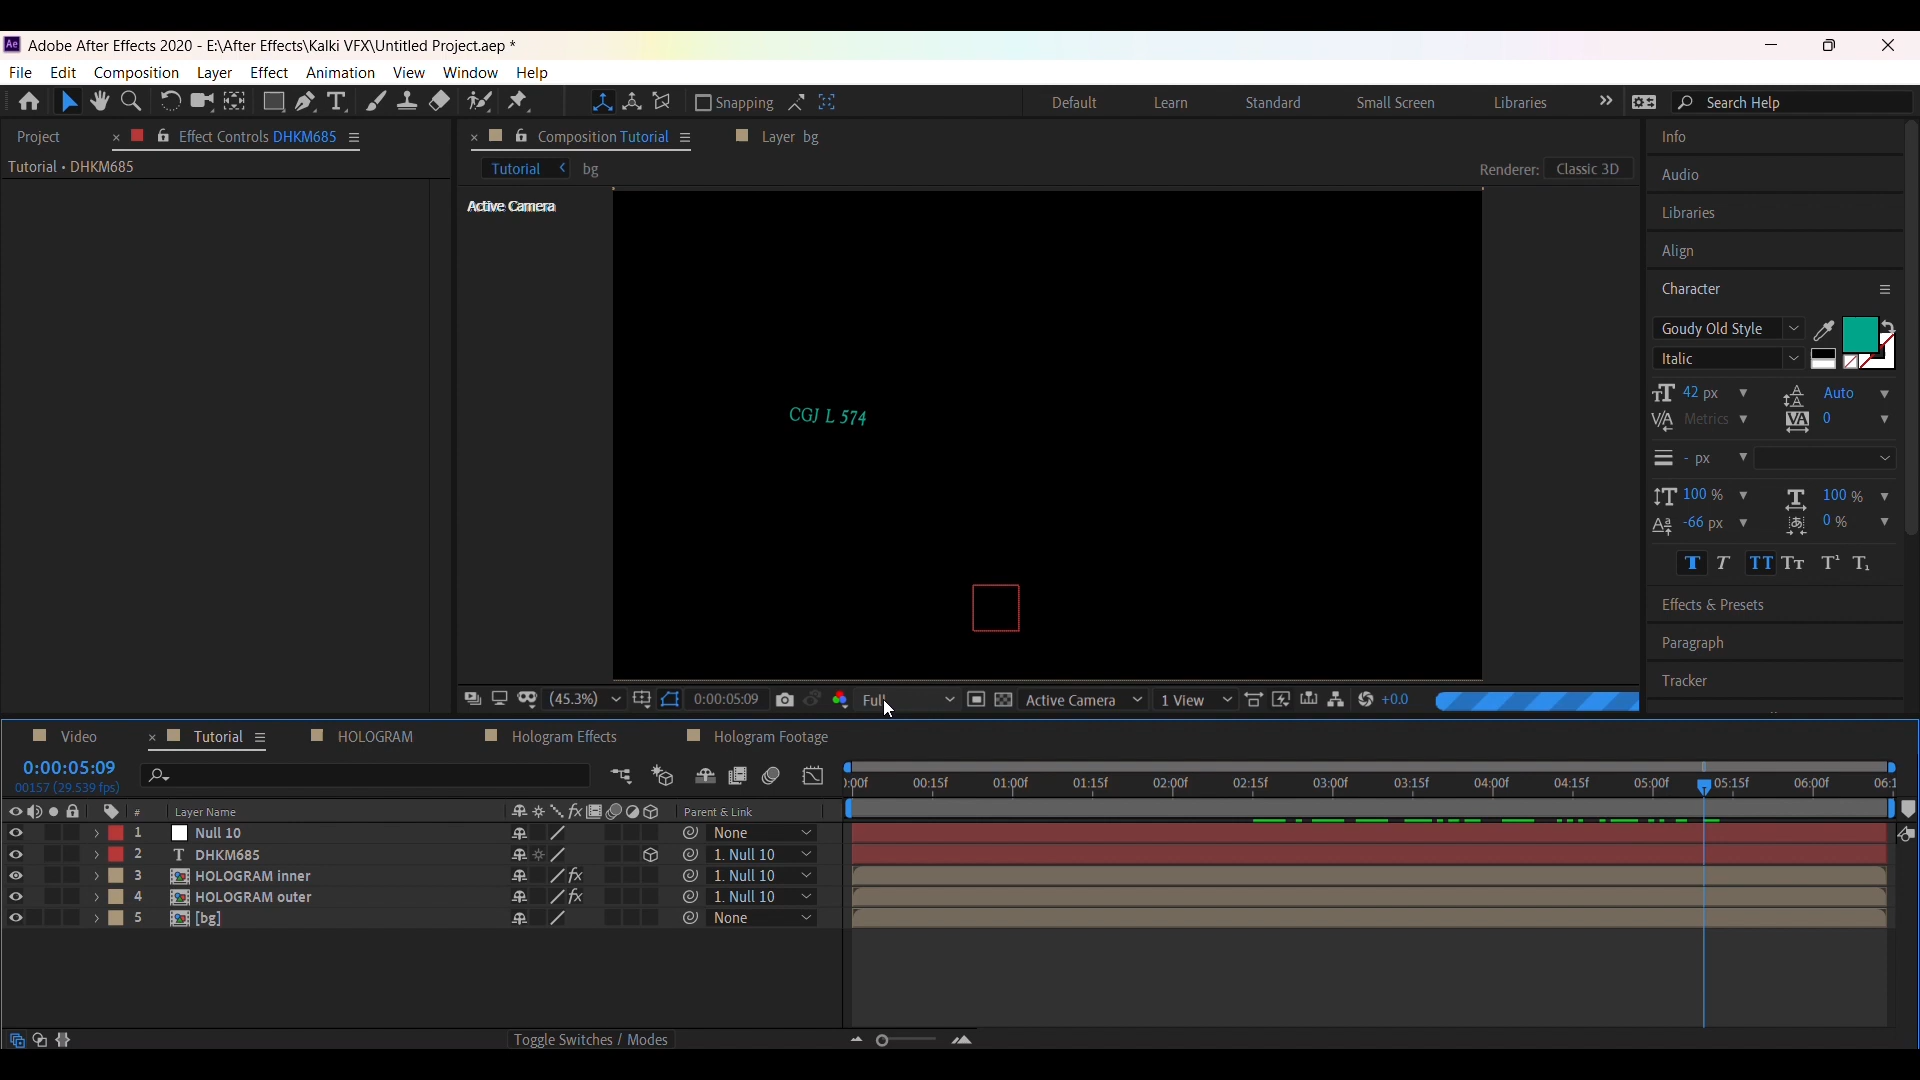 Adobe After Effects 2020 - E:\After Effects\Kalki VFX\Untitled Project.aep *
File Edit Composition Layer Effect Animation View Window Help
Snapping Default Learn Standard Small Screen Libraries Search Help
Project × Effect Controls DHKM685
× Composition Tutorial Layer bg
Info
Tutorial • DHKM685
Tutorial bg Renderer: Classic 3D
Audio
Active Camera
Libraries
Align
Character
Goudy Old Style
Italic
42 px Auto
Metrics 0
CGJ L 574
- px
100 % 100 %
-66 px 0 %
Effects & Presets
Paragraph
Tracker
(45.3%) 0:00:05:09 Full Active Camera 1 View +0.0
Video × Tutorial HOLOGRAM Hologram Effects Hologram Footage
0:00:05:09
00157 (29.539 fps)
00f 00:15f 01:00f 01:15f 02:00f 02:15f 03:00f 03:15f 04:00f 04:15f 05:00f 05:15f 06:00f 06:1
# Layer Name Parent & Link
1 Null 10 None
2 DHKM685 1. Null 10
3 HOLOGRAM inner fx 1. Null 10
4 HOLOGRAM outer fx 1. Null 10
5 [bg] None
Toggle Switches / Modes